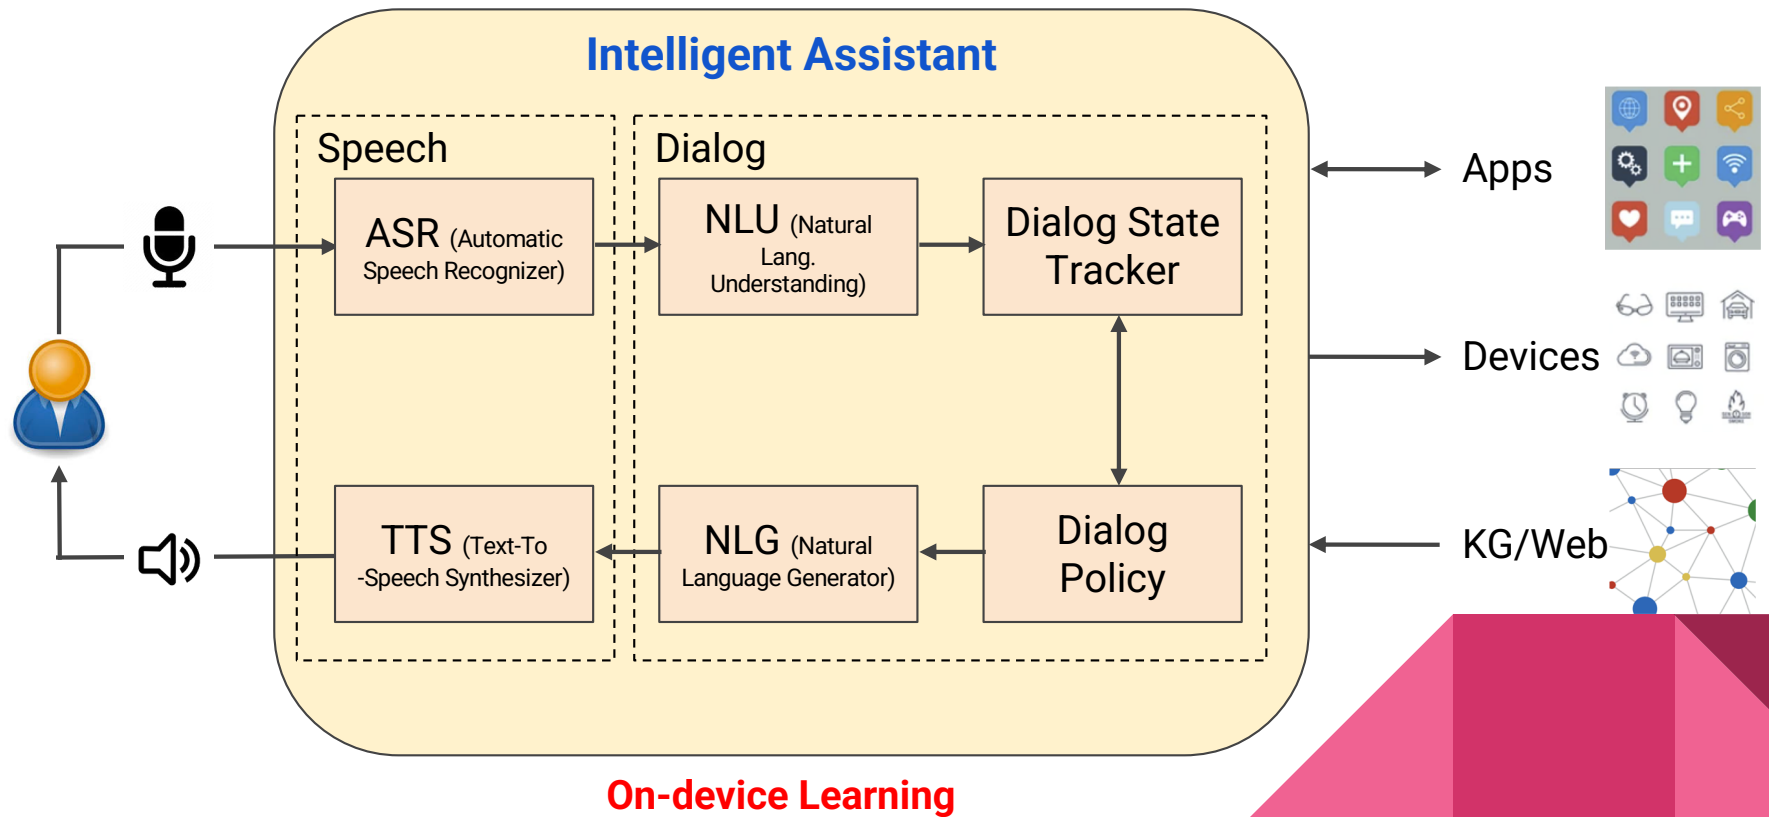 Intelligent Assistant
Speech
Dialog
ASR (Automatic
Speech Recognizer)
NLU (Natural
Lang.
Understanding)
Dialog State
Tracker
TTS (Text-To
-Speech Synthesizer)
NLG (Natural
Language Generator)
Dialog
Policy
Apps
Devices
KG/Web
On-device Learning